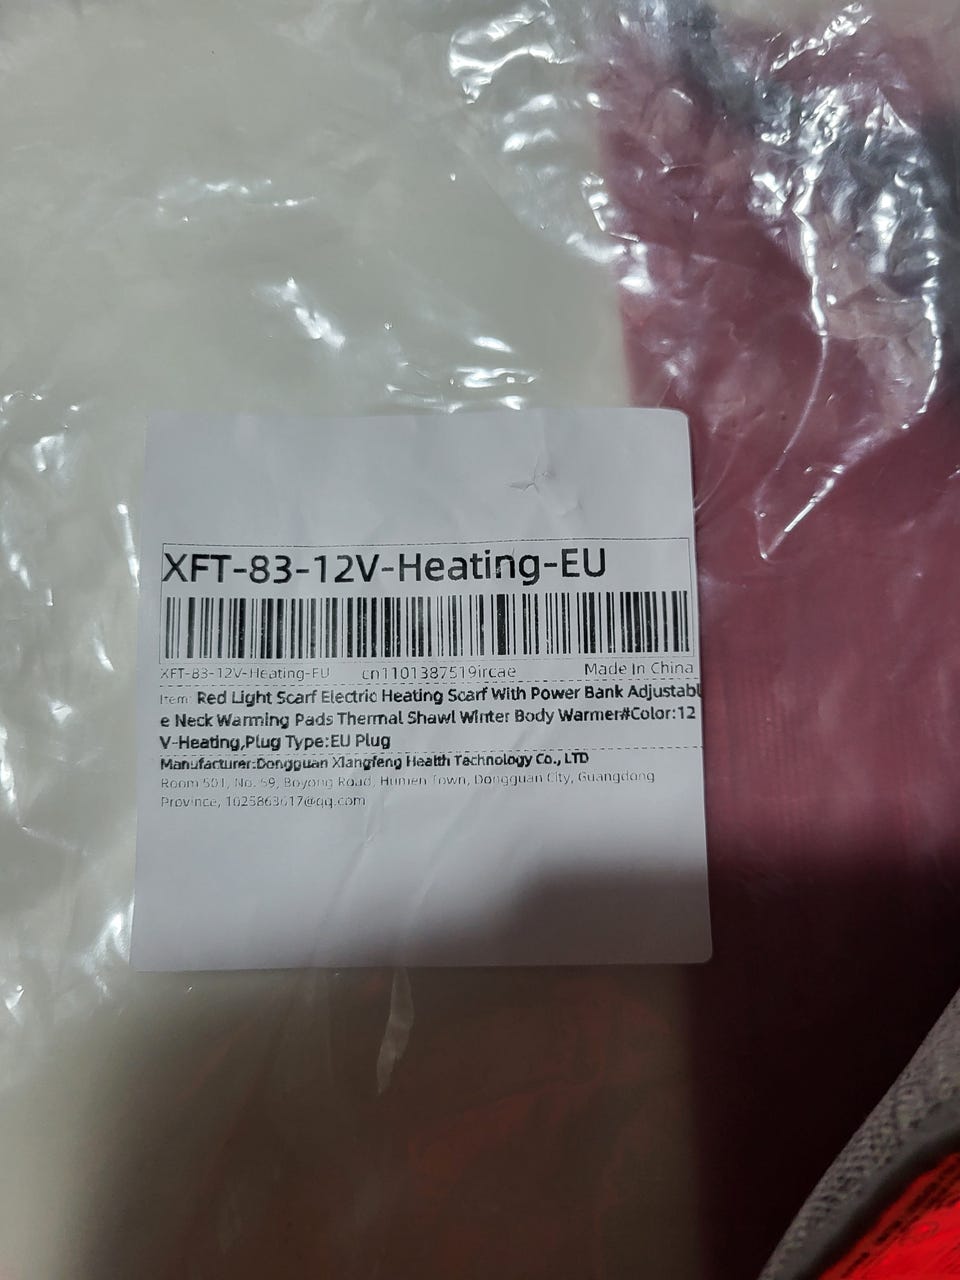 XFT-83-12V-Heating-EU
XFT-83-12V-Heating-EU cn1101387519ircae Made In China
Item: Red Light Scarf Electric Heating Scarf With Power Bank Adjustabl
e Neck Warming Pads Thermal Shawl Winter Body Warmer#Color:12
V-Heating,Plug Type:EU Plug
Manufacturer:Dongguan Xiangfeng Health Technology Co., LTD
Room 501, No. 59, Boyong Road, Humen Town, Dongguan City, Guangdong
Province, 1025863617@qq.com